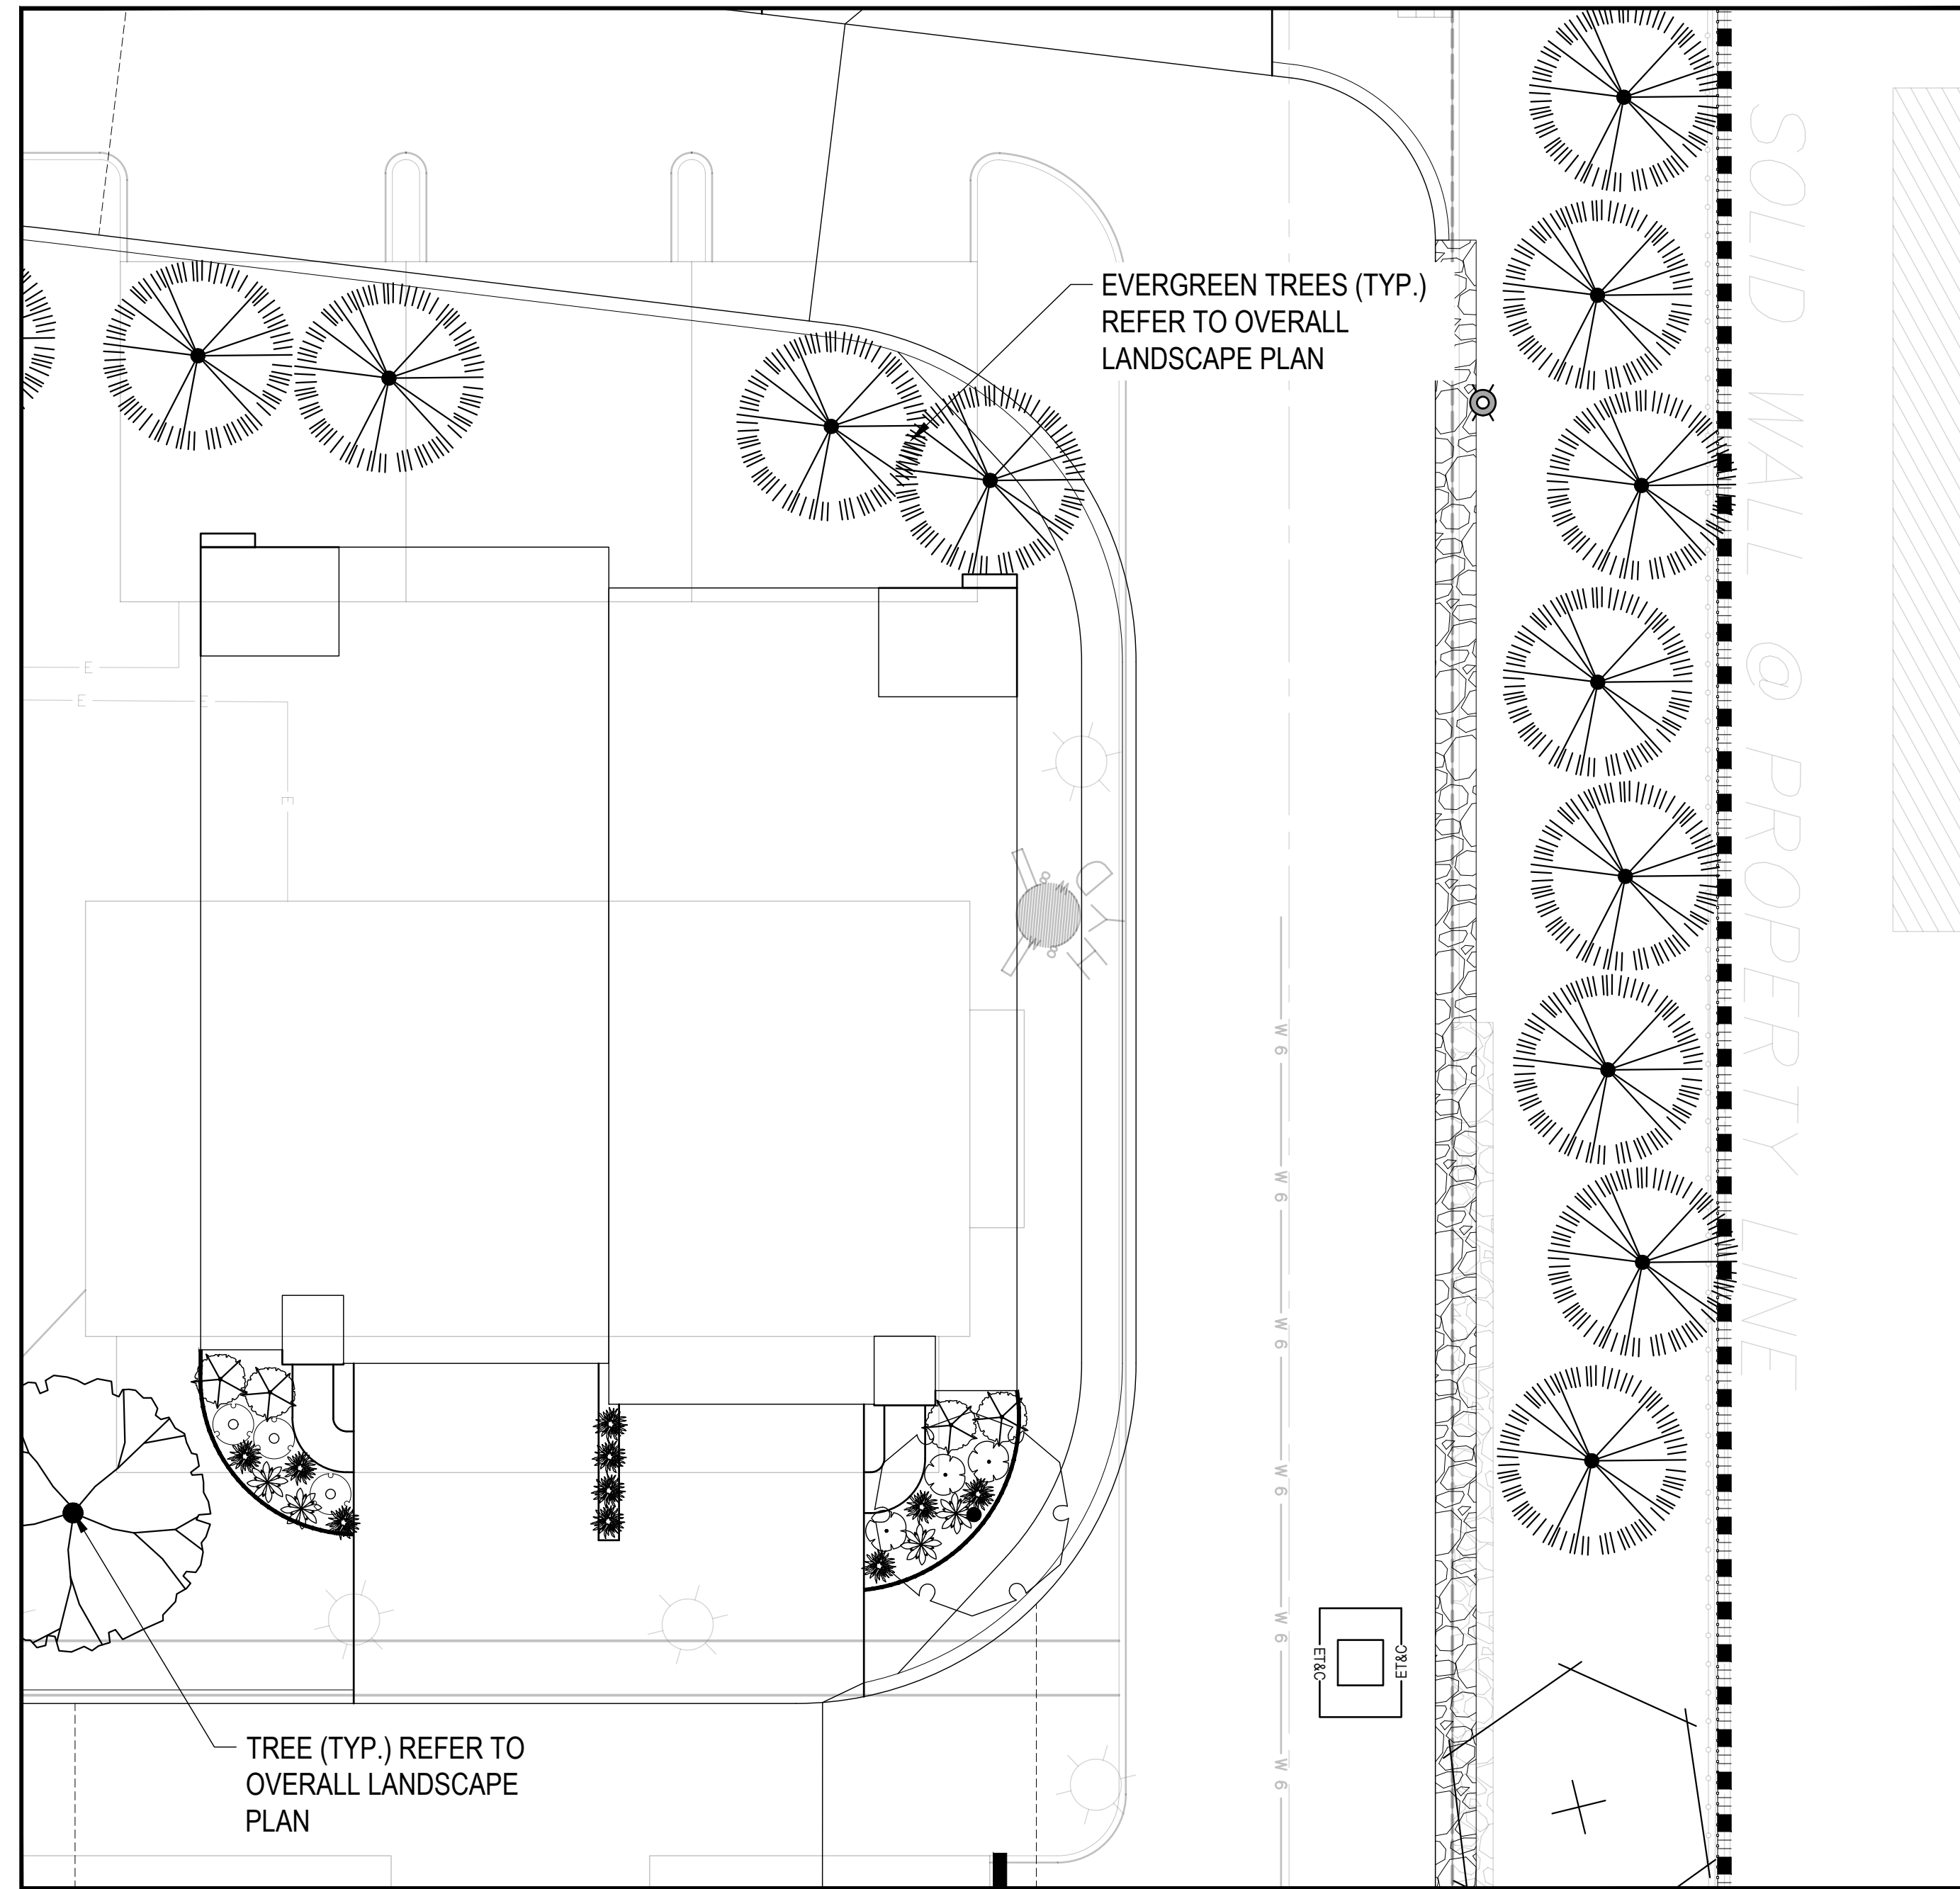 EVERGREEN TREES (TYP.)
REFER TO OVERALL
LANDSCAPE PLAN
SOLID WALL @ PROPERTY LINE
E
E
E
E
HYD
W 6
W 6
W 6
W 6
W 6
W 6
ET&C
ET&C
TREE (TYP.) REFER TO
OVERALL LANDSCAPE
PLAN